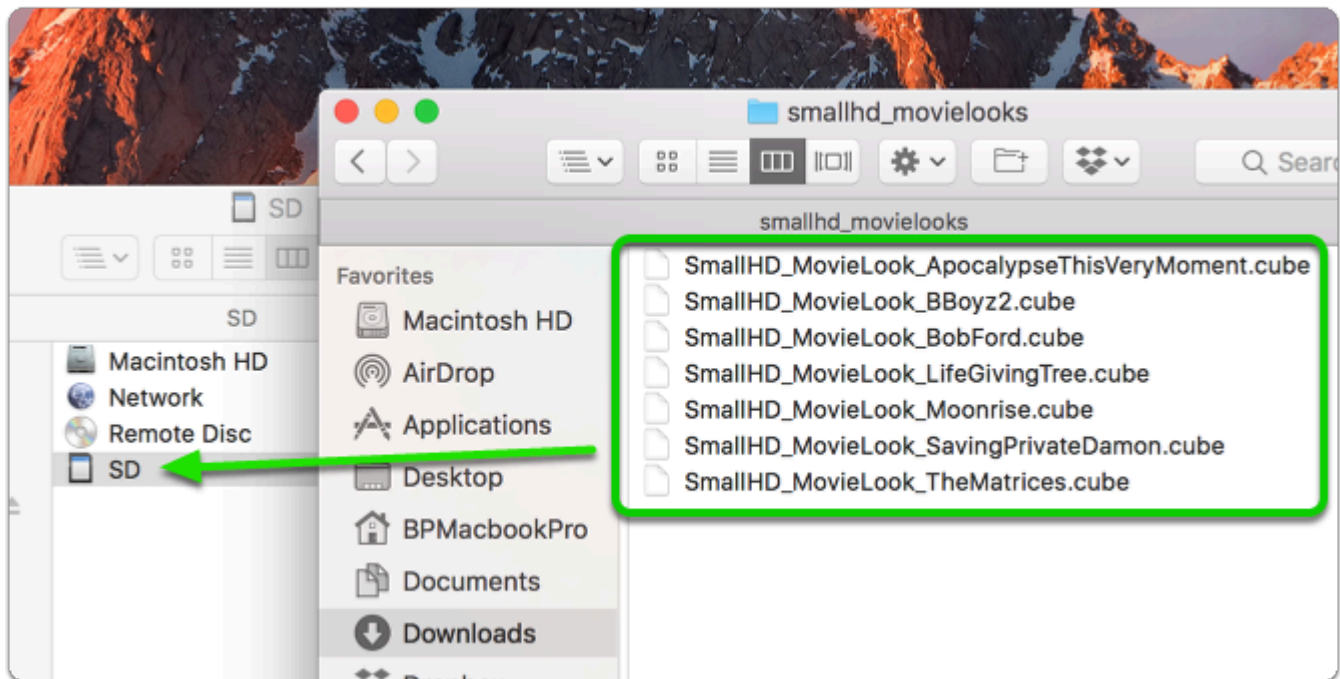 smallhd_movielooks
Sear
smallhd_movielooks
SD
SD
Macintosh HD
Network
Remote Disc
SD
Favorites
Macintosh HD
AirDrop
Applications
Desktop
BPMacbookPro
Documents
Downloads
SmallHD_MovieLook_ApocalypseThisVeryMoment.cube
SmallHD_MovieLook_BBoyz2.cube
SmallHD_MovieLook_BobFord.cube
SmallHD_MovieLook_LifeGivingTree.cube
SmallHD_MovieLook_Moonrise.cube
SmallHD_MovieLook_SavingPrivateDamon.cube
SmallHD_MovieLook_TheMatrices.cube